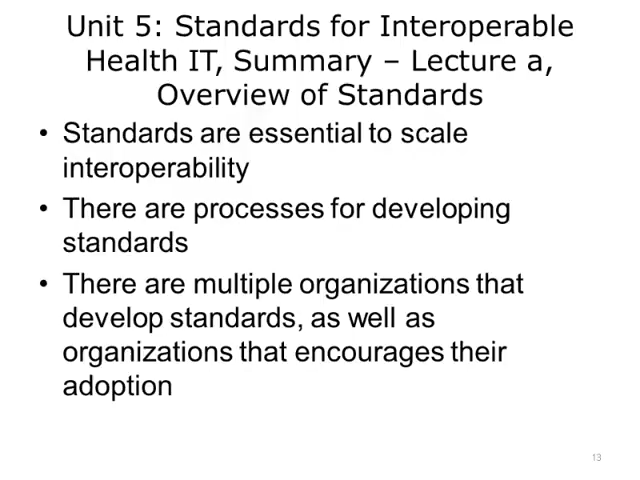 Unit 5: Standards for Interoperable
Health IT, Summary – Lecture a,
Overview of Standards
• Standards are essential to scale
interoperability
• There are processes for developing
standards
• There are multiple organizations that
develop standards, as well as
organizations that encourages their
adoption
13